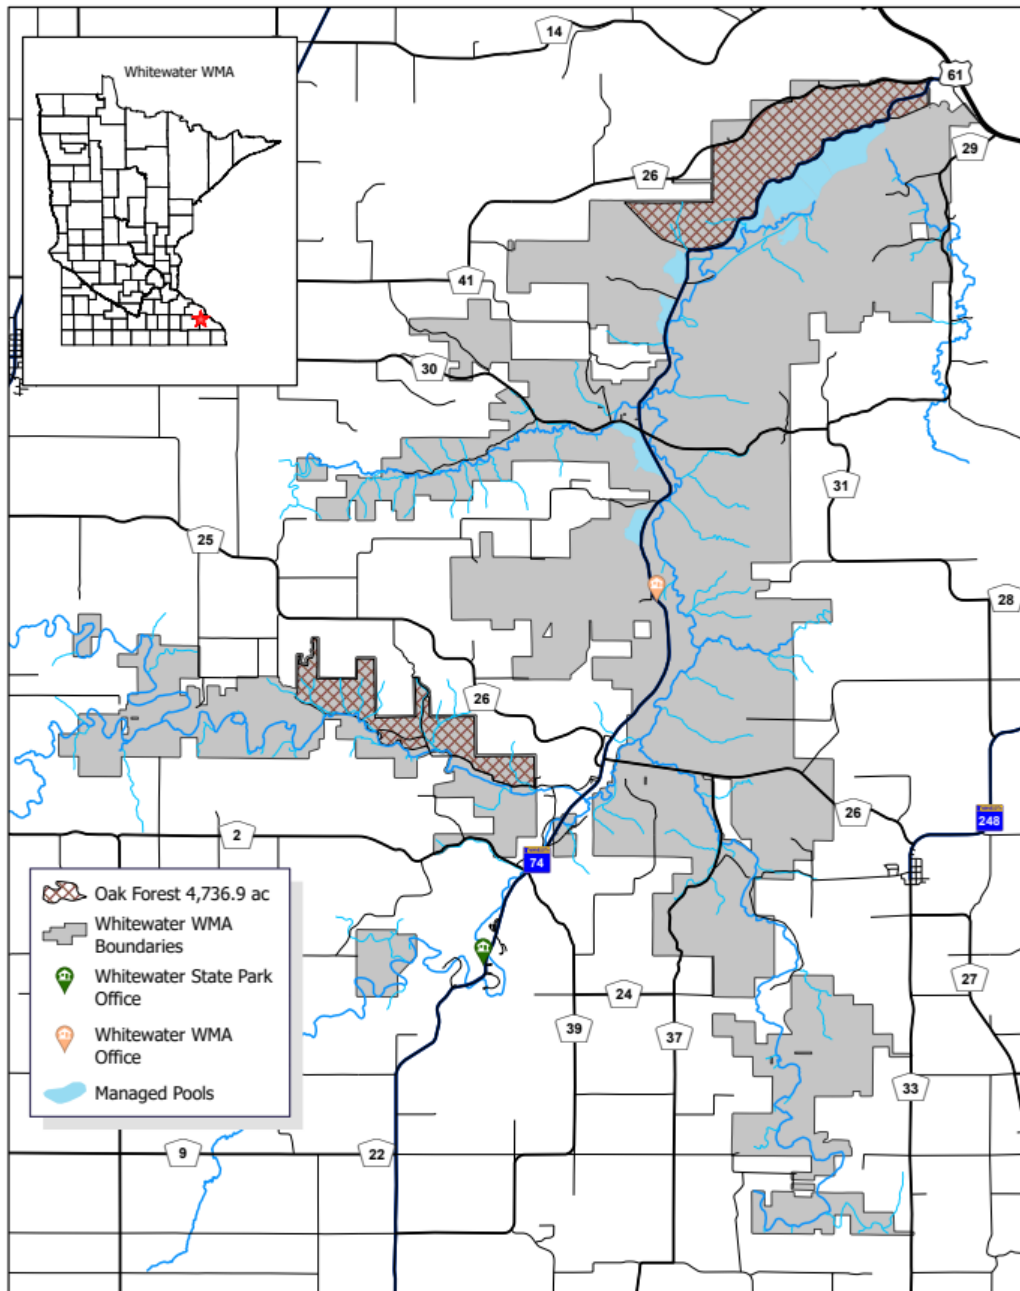 14
Whitewater WMA
61
29
26
41
30
31
25
28
26
26
248
2
74
Oak Forest 4,736.9 ac
Whitewater WMA
Boundaries
Whitewater State Park
Office
Whitewater WMA
Office
Managed Pools
24
27
39
37
33
9
22